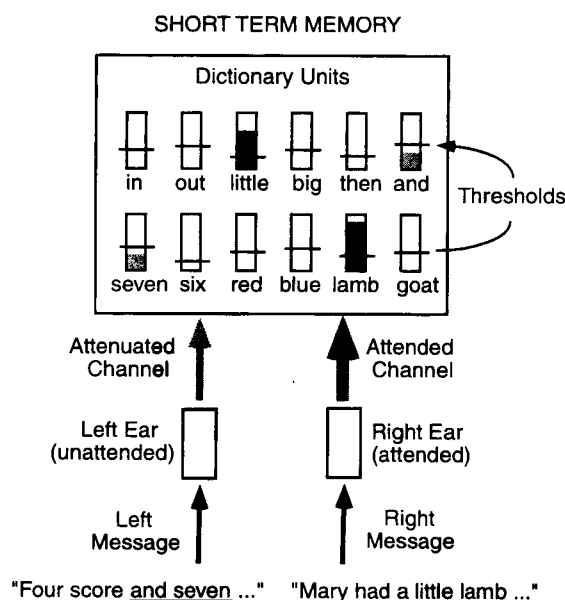 SHORT TERM MEMORY
Dictionary Units
in out little big then and
Thresholds
seven six red blue lamb goat
Attenuated
Channel
Attended
Channel
Left Ear
(unattended)
Right Ear
(attended)
Left
Message
Right
Message
"Four score and seven ..." "Mary had a little lamb ..."